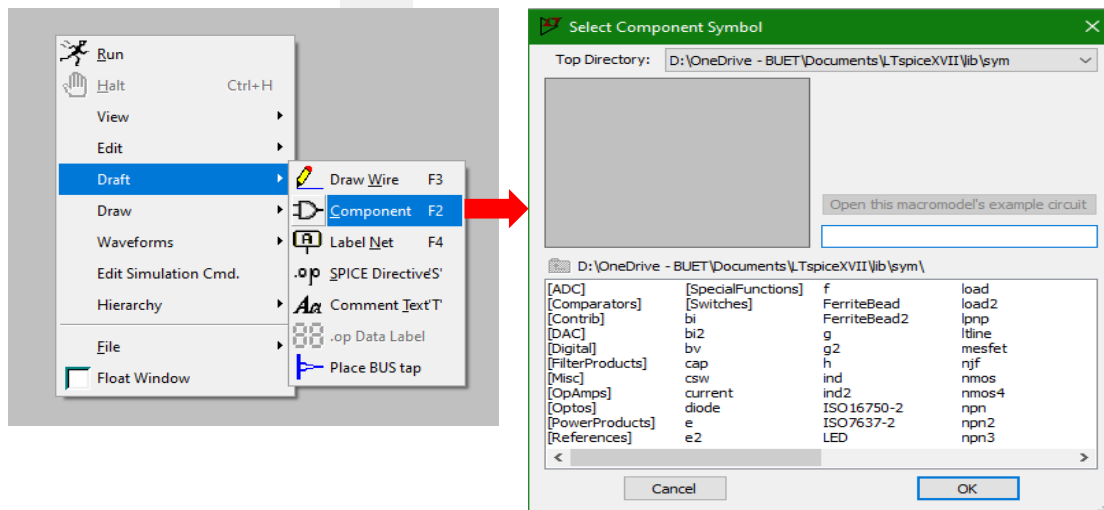 Run
Halt Ctrl+H
View
Edit
Draft
Draw
Waveforms
Edit Simulation Cmd.
Hierarchy
File
Float Window
Draw Wire F3
Component F2
A Label Net F4
.op SPICE Directive'S'
Aa Comment Text'T'
88 .op Data Label
Place BUS tap
Select Component Symbol
Top Directory: D:\OneDrive - BUET\Documents\LTspiceXVII\lib\sym
Open this macromodel's example circuit
D:\OneDrive - BUET\Documents\LTspiceXVII\lib\sym\
[ADC] [SpecialFunctions] f load
[Comparators] [Switches] FerriteBead load2
[Contrib] bi FerriteBead2 lpnp
[DAC] bi2 g ltline
[Digital] bv g2 mesfet
[FilterProducts] cap h njf
[Misc] csw ind nmos
[OpAmps] current ind2 nmos4
[Optos] diode ISO16750-2 npn
[PowerProducts] e ISO7637-2 npn2
[References] e2 LED npn3
Cancel OK